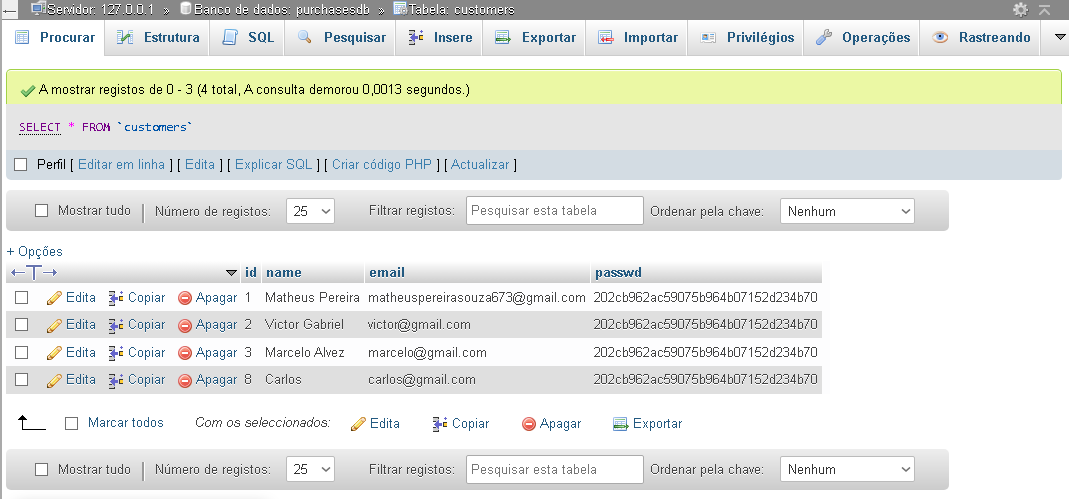 Servidor: 127.0.0.1 » Banco de dados: purchasesdb » Tabela: customers
Procurar Estrutura SQL Pesquisar Insere Exportar Importar Privilégios Operações Rastreando
A mostrar registos de 0 - 3 (4 total, A consulta demorou 0,0013 segundos.)
SELECT * FROM `customers`
Perfil [ Editar em linha ] [ Edita ] [ Explicar SQL ] [ Criar código PHP ] [ Actualizar ]
Mostrar tudo | Número de registos: 25 Filtrar registos: Pesquisar esta tabela Ordenar pela chave: Nenhum
+ Opções
←T→ id name email passwd
Edita Copiar Apagar 1 Matheus Pereira matheuspereirasouza673@gmail.com 202cb962ac59075b964b07152d234b70
Edita Copiar Apagar 2 Victor Gabriel victor@gmail.com 202cb962ac59075b964b07152d234b70
Edita Copiar Apagar 3 Marcelo Alvez marcelo@gmail.com 202cb962ac59075b964b07152d234b70
Edita Copiar Apagar 8 Carlos carlos@gmail.com 202cb962ac59075b964b07152d234b70
Marcar todos Com os seleccionados: Edita Copiar Apagar Exportar
Mostrar tudo | Número de registos: 25 Filtrar registos: Pesquisar esta tabela Ordenar pela chave: Nenhum